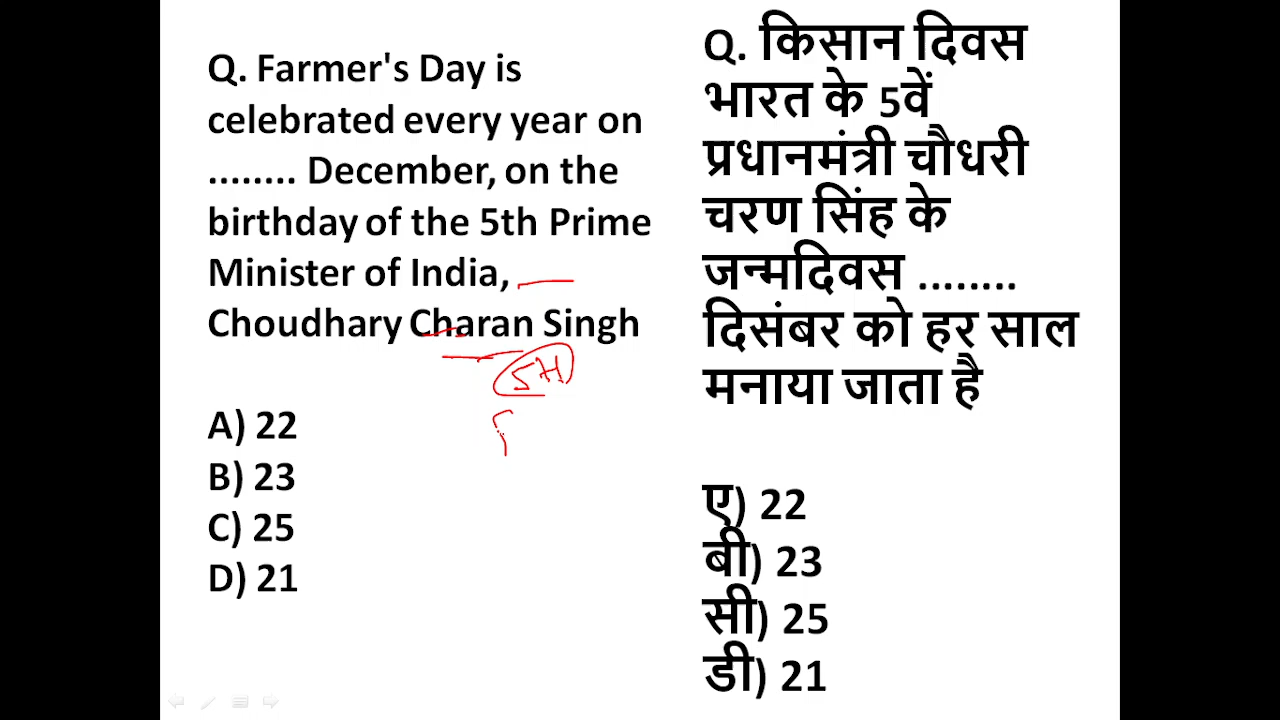 Q. Farmer's Day is
celebrated every year on
........ December, on the
birthday of the 5th Prime
Minister of India,
Choudhary Charan Singh
5H
A) 22
B) 23
C) 25
D) 21
Q. किसान दिवस
भारत के 5वें
प्रधानमंत्री चौधरी
चरण सिंह के
जन्मदिवस ........
दिसंबर को हर साल
मनाया जाता है
ए) 22
बी) 23
सी) 25
डी) 21